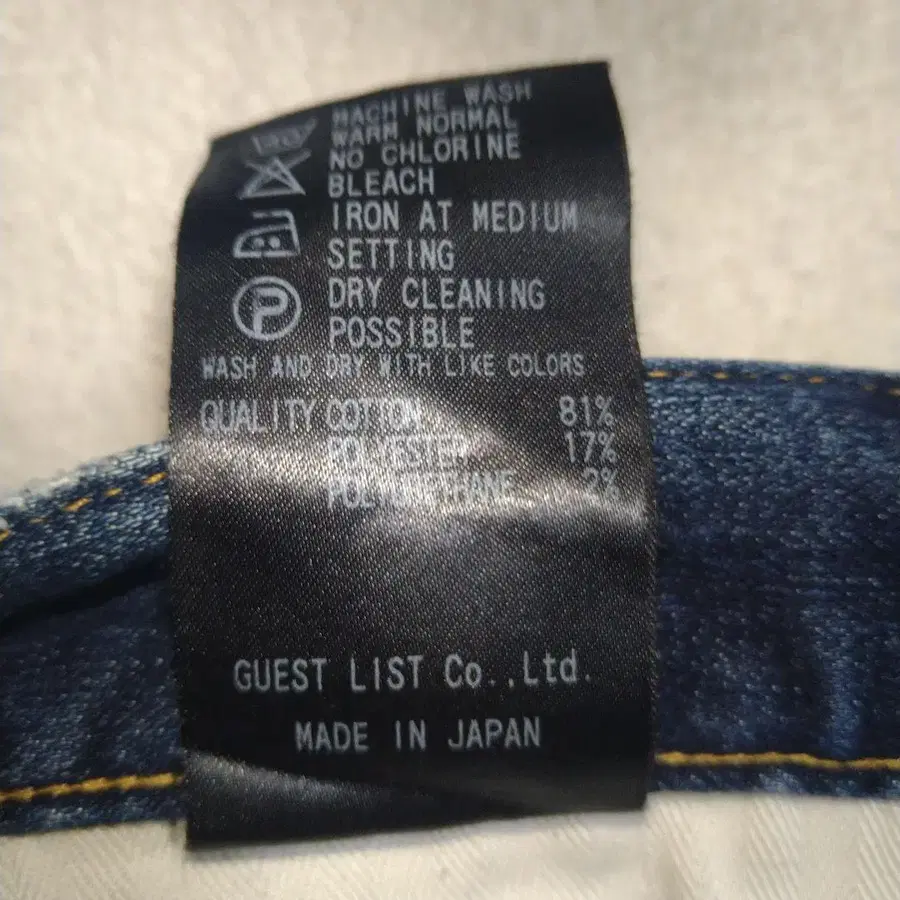 MACHINE WASH
WARM NORMAL
NO CHLORINE
BLEACH
IRON AT MEDIUM
SETTING
P DRY CLEANING
POSSIBLE
WASH AND DRY WITH LIKE COLORS
QUALITY COTTON 81%
POLYESTER 17%
POLYURETHANE 2%
GUEST LIST Co.,Ltd.
MADE IN JAPAN